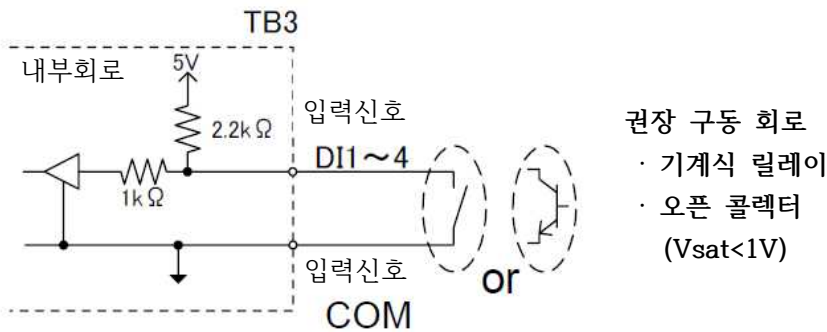 TB3
내부회로
5V
2.2kΩ
1kΩ
입력신호
DI1～4
입력신호
COM
or
권장 구동 회로
· 기계식 릴레이
· 오픈 콜렉터
(Vsat<1V)